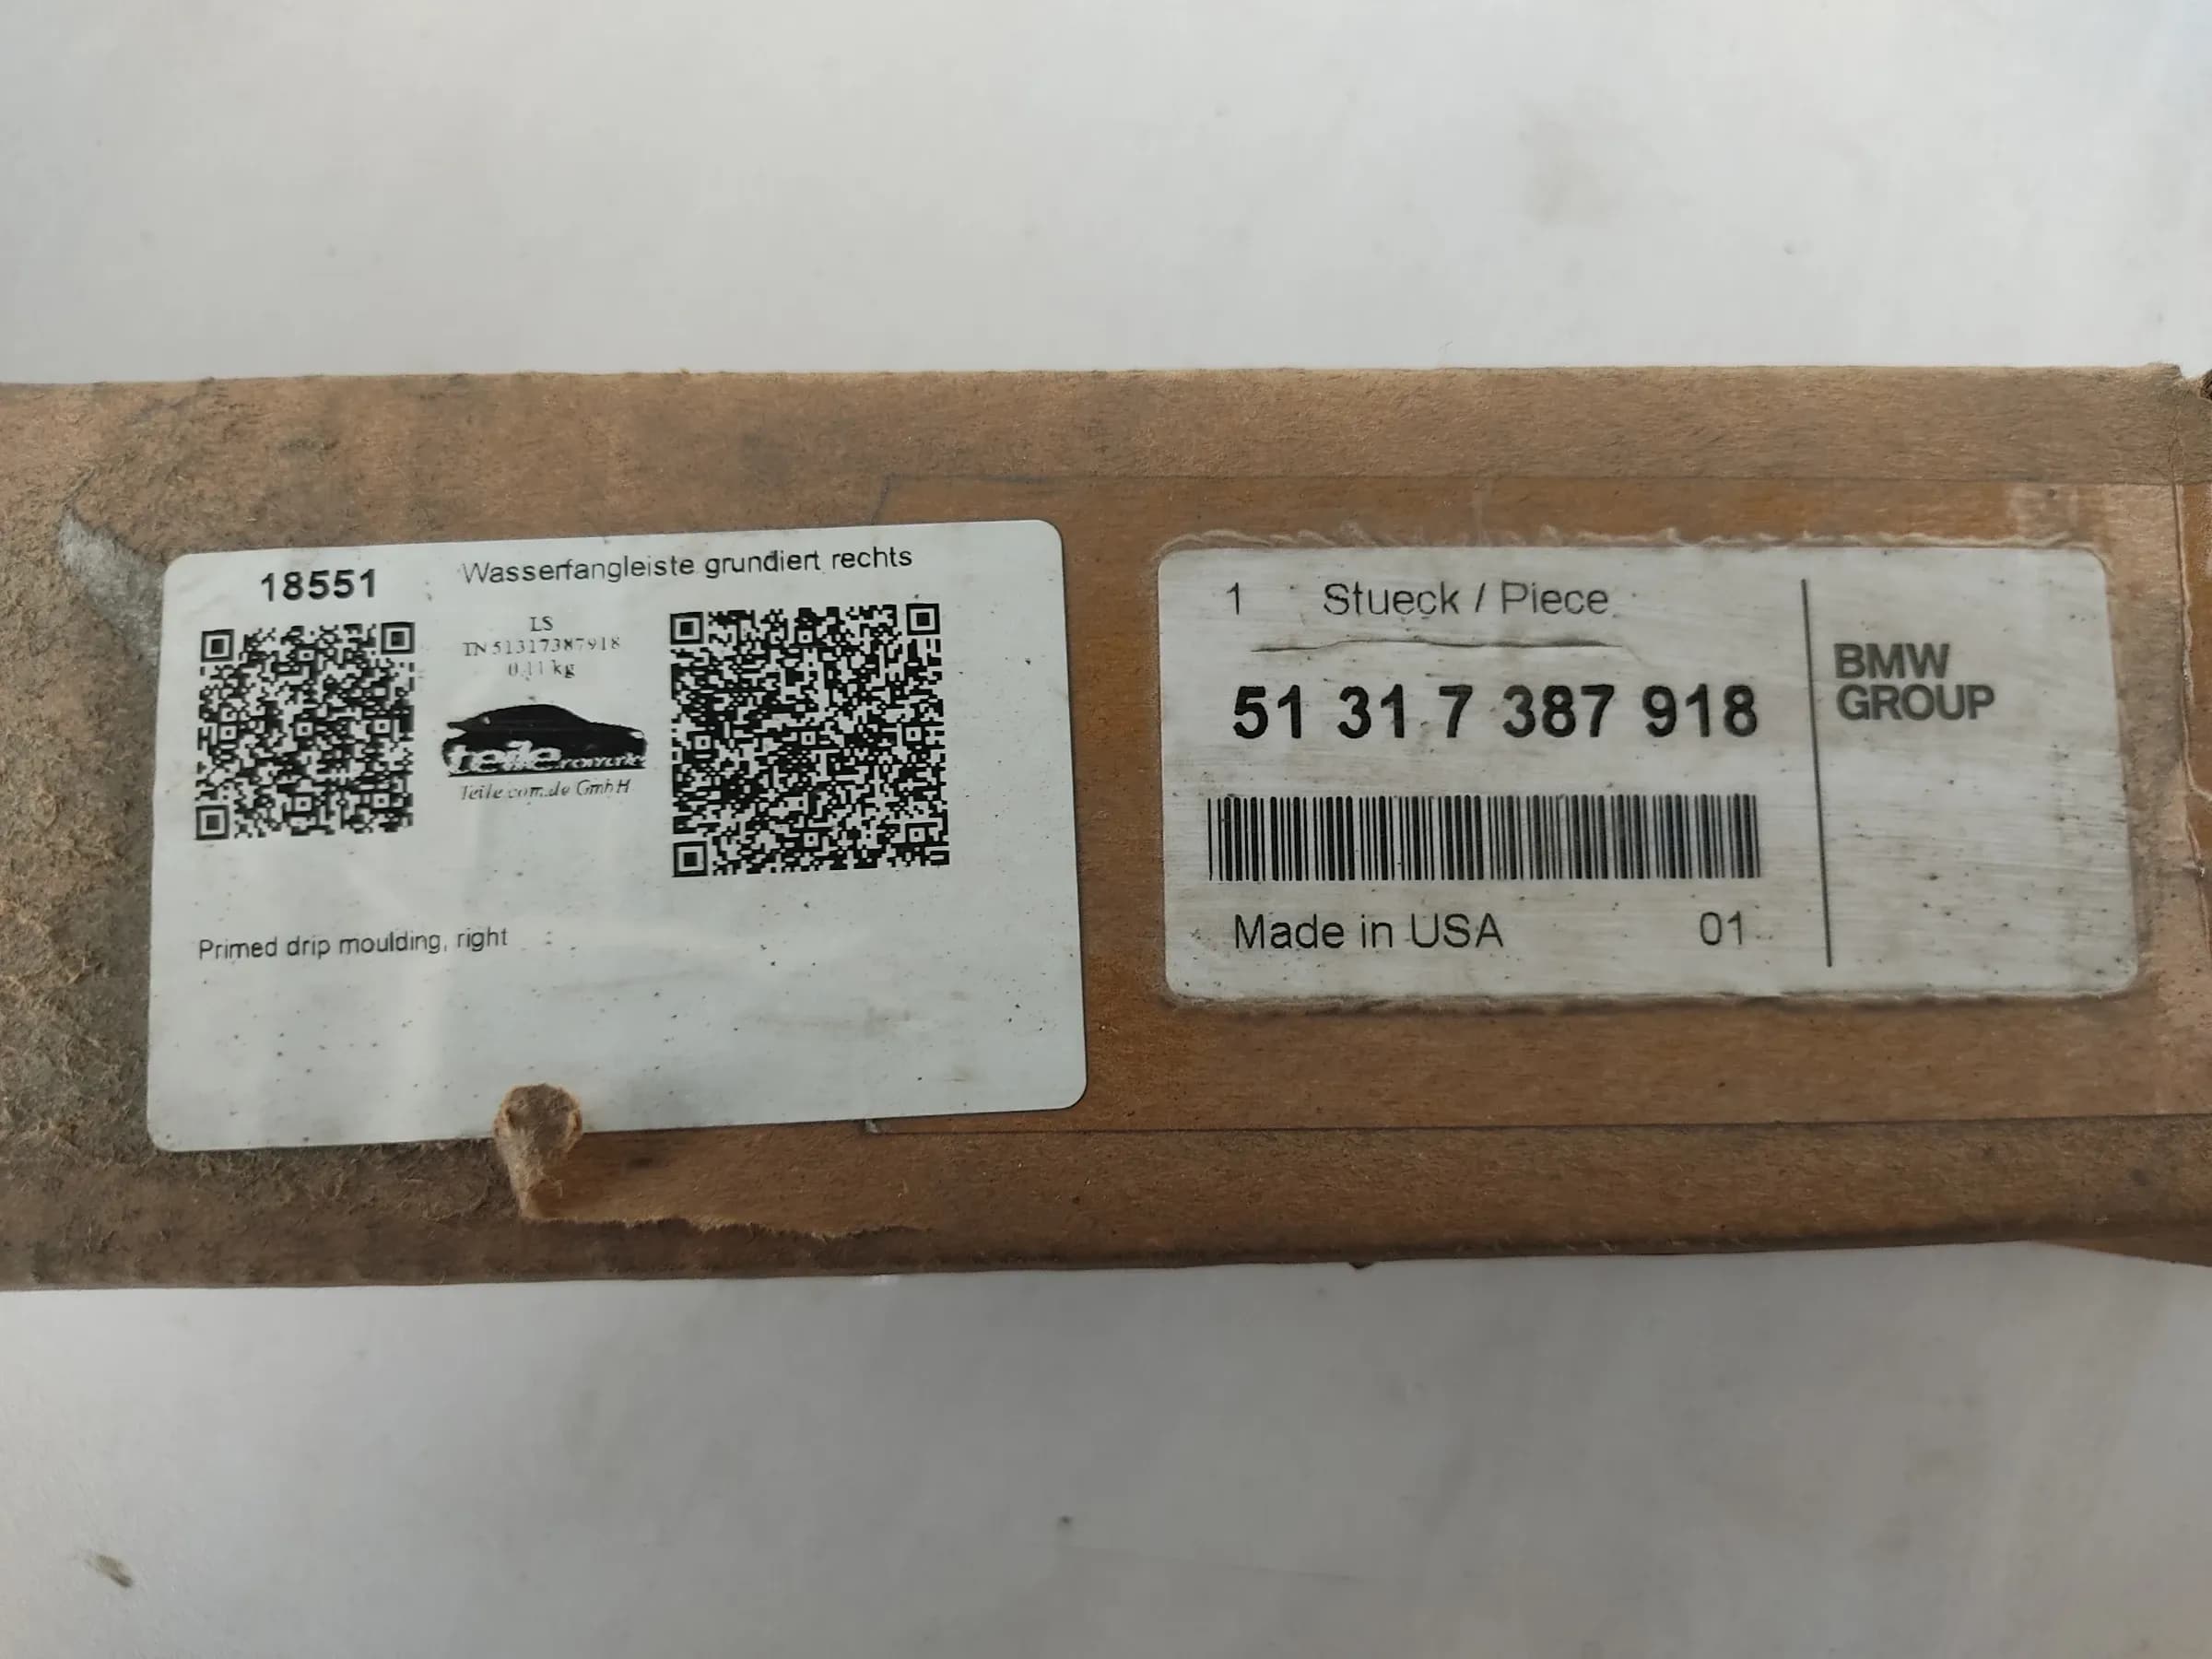 18551
Wasserfangleiste grundiert rechts
LS
TN 51317387918
0.11 kg
teile
Teile.com.de GmbH
Primed drip moulding, right
1 Stueck / Piece
51 31 7 387 918
Made in USA 01
BMW
GROUP